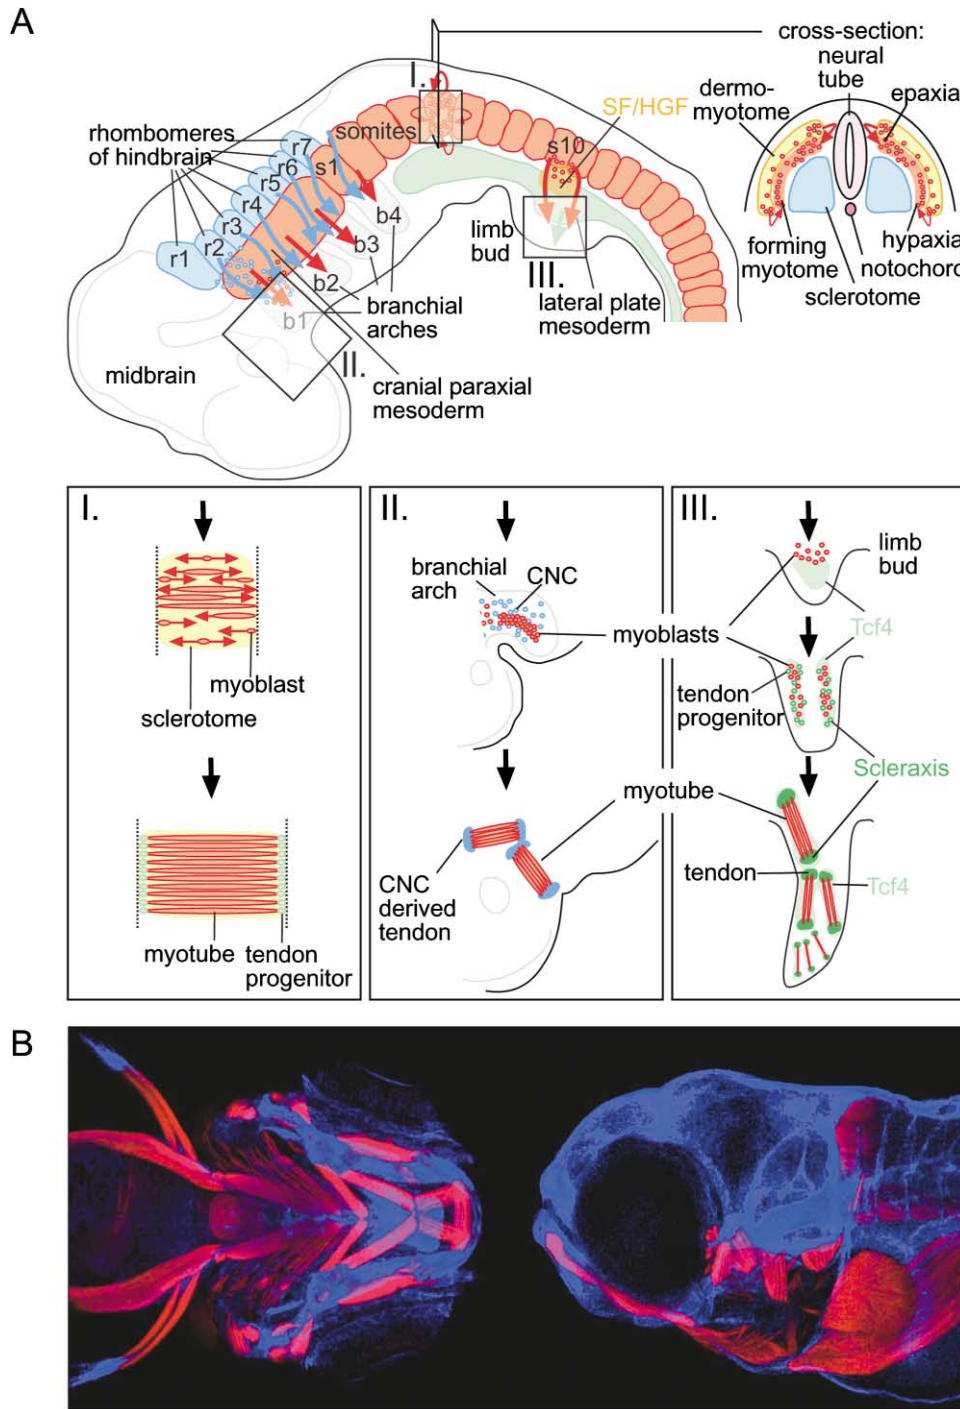 A
cross-section:
neural
tube
dermo-
myotome
epaxia
I.
SF/HGF
rhombomeres
of hindbrain
somites
r7
r6
s1
s10
r5
r4
r3
r2
r1
b4
b3
b2
b1
limb
bud
III.
forming
myotome
hypaxia
notochord
sclerotome
branchial
arches
lateral plate
mesoderm
II.
midbrain
cranial paraxial
mesoderm
I.
myoblast
sclerotome
myotube
tendon
progenitor
II.
branchial
arch
CNC
myoblasts
myotube
CNC
derived
tendon
III.
limb
bud
Tcf4
tendon
progenitor
Scleraxis
tendon
Tcf4
B